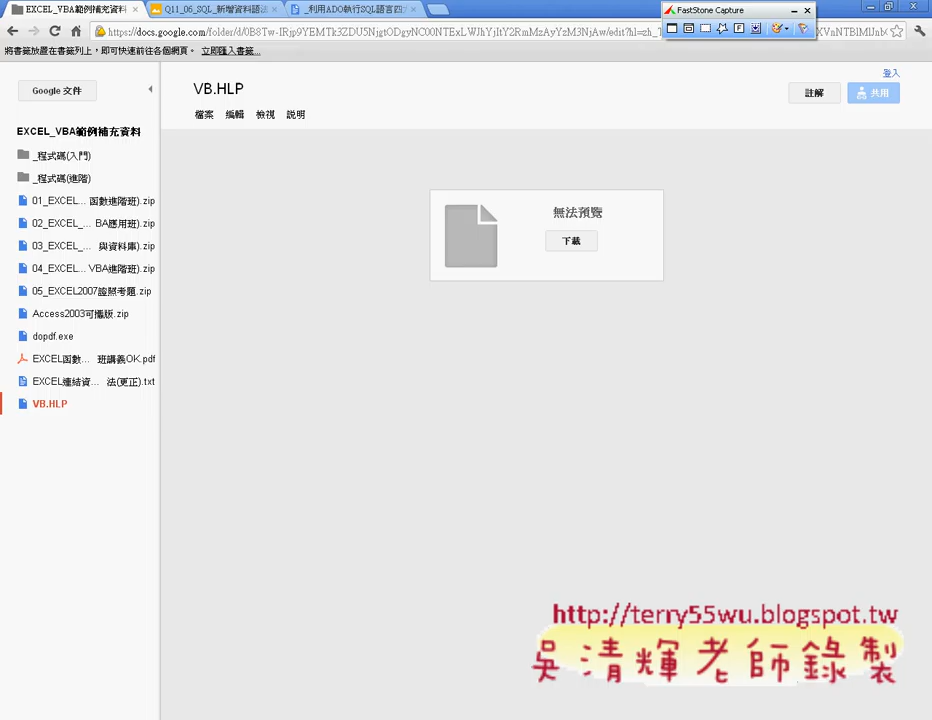 EXCEL_VBA範例補充資料
Q11_06_SQL_新增資料語法
_利用ADO執行SQL語言四
FastStone Capture
將書籤放置在書籤列上，即可快速前往各個網頁。 立即匯入書籤...
Google 文件
VB.HLP
登入
註解
共用
檔案 編輯 檢視 說明
EXCEL_VBA範例補充資料
_程式碼(入門)
_程式碼(進階)
01_EXCEL... 函數進階班).zip
02_EXCEL_... BA應用班).zip
03_EXCEL_... 與資料庫).zip
04_EXCEL... VBA進階班).zip
05_EXCEL2007證照考題.zip
Access2003可攜版.zip
dopdf.exe
EXCEL函數... 班講義OK.pdf
EXCEL連結資... 法(更正).txt
VB.HLP
無法預覽
下載
http://terry55wu.blogspot.tw
吳清輝老師錄製